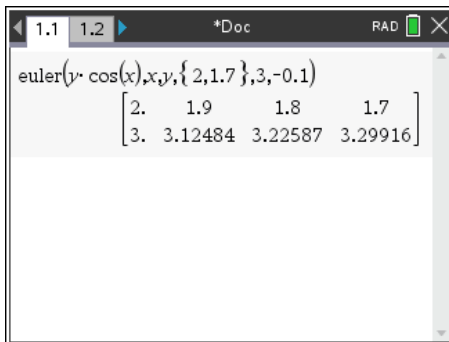 1.1 1.2 *Doc RAD
euler(y·cos(x),x,y,{2,1.7},3,-0.1)
[2. 1.9 1.8 1.7
3. 3.12484 3.22587 3.29916]